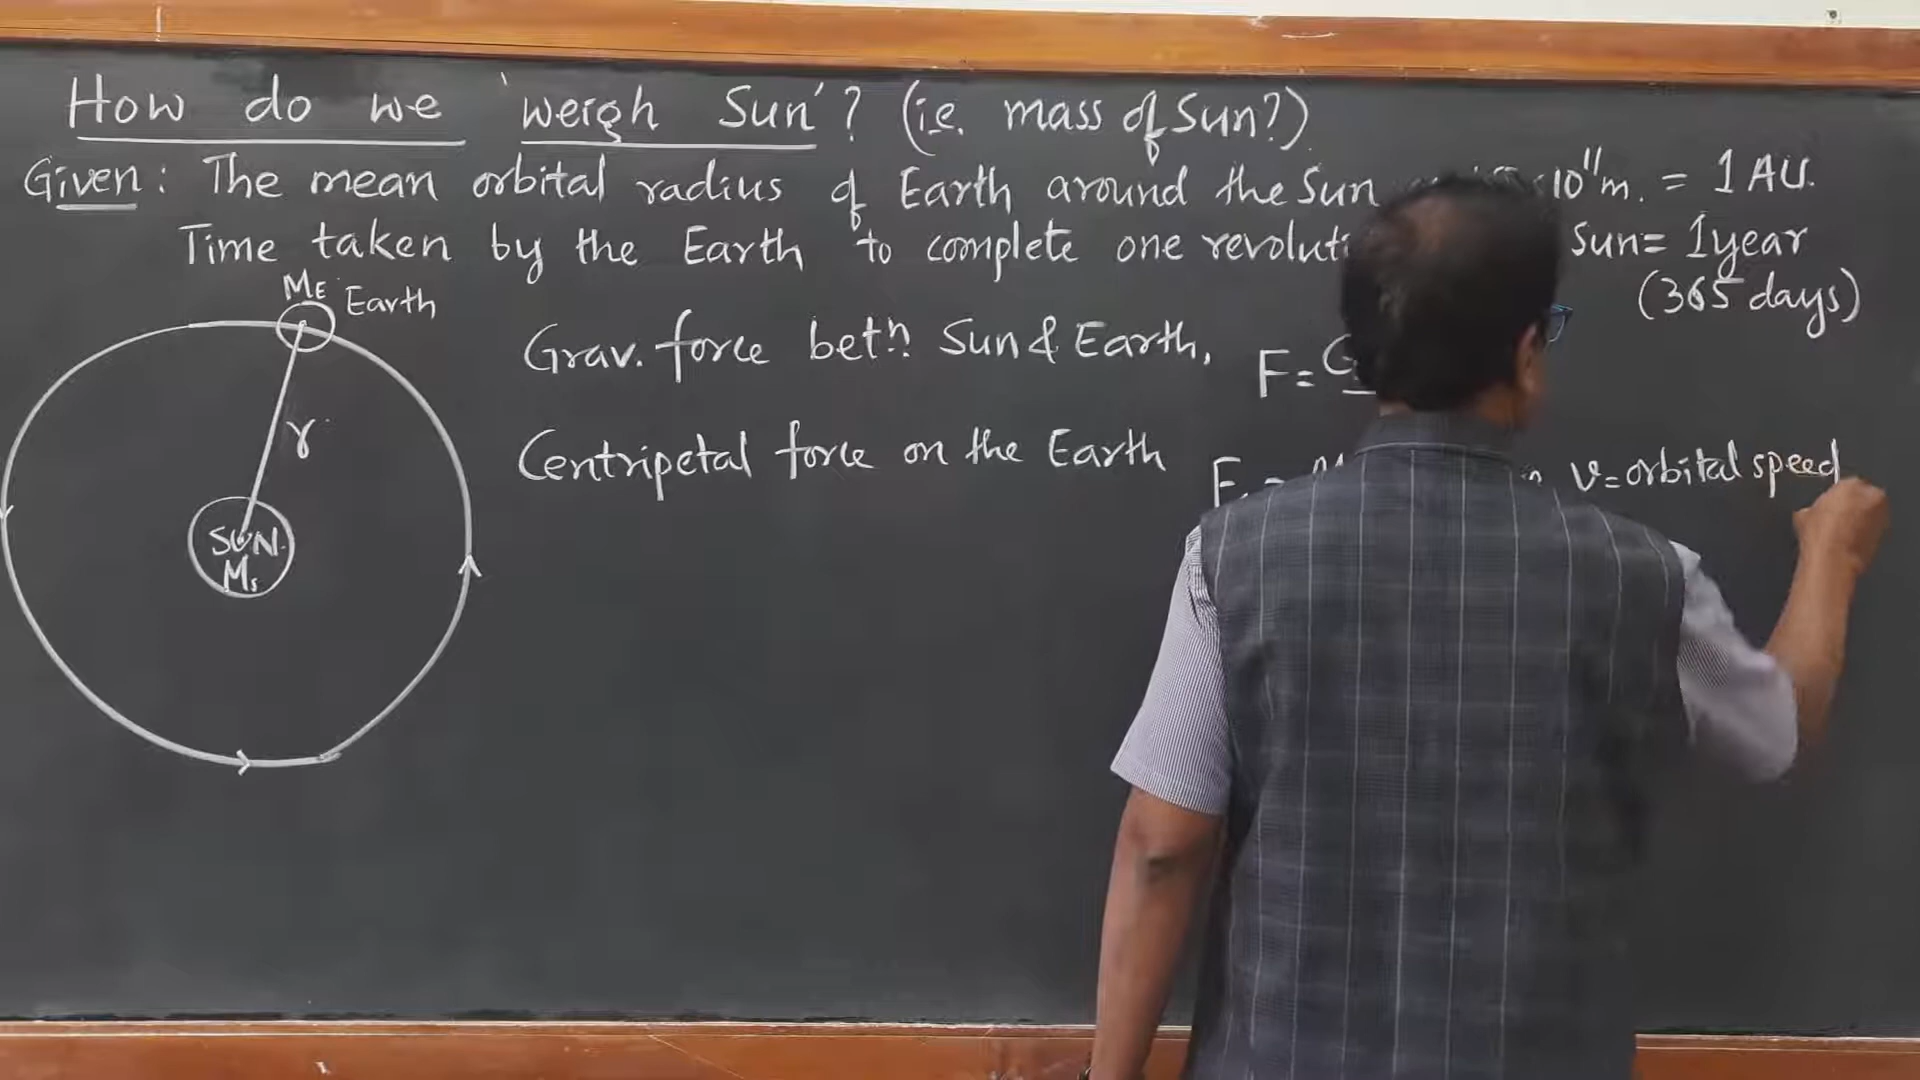 How do we 'weigh Sun'? (i.e. mass of Sun?)
Given: The mean orbital radius of Earth around the Sun 10¹¹m. = 1 AU.
Time taken by the Earth to complete one Sun = 1year
(365 days)
ME Earth
Grav. force betn Sun & Earth, F = G
r
Centripetal force on the Earth v = orbital speed
SUN
Ms